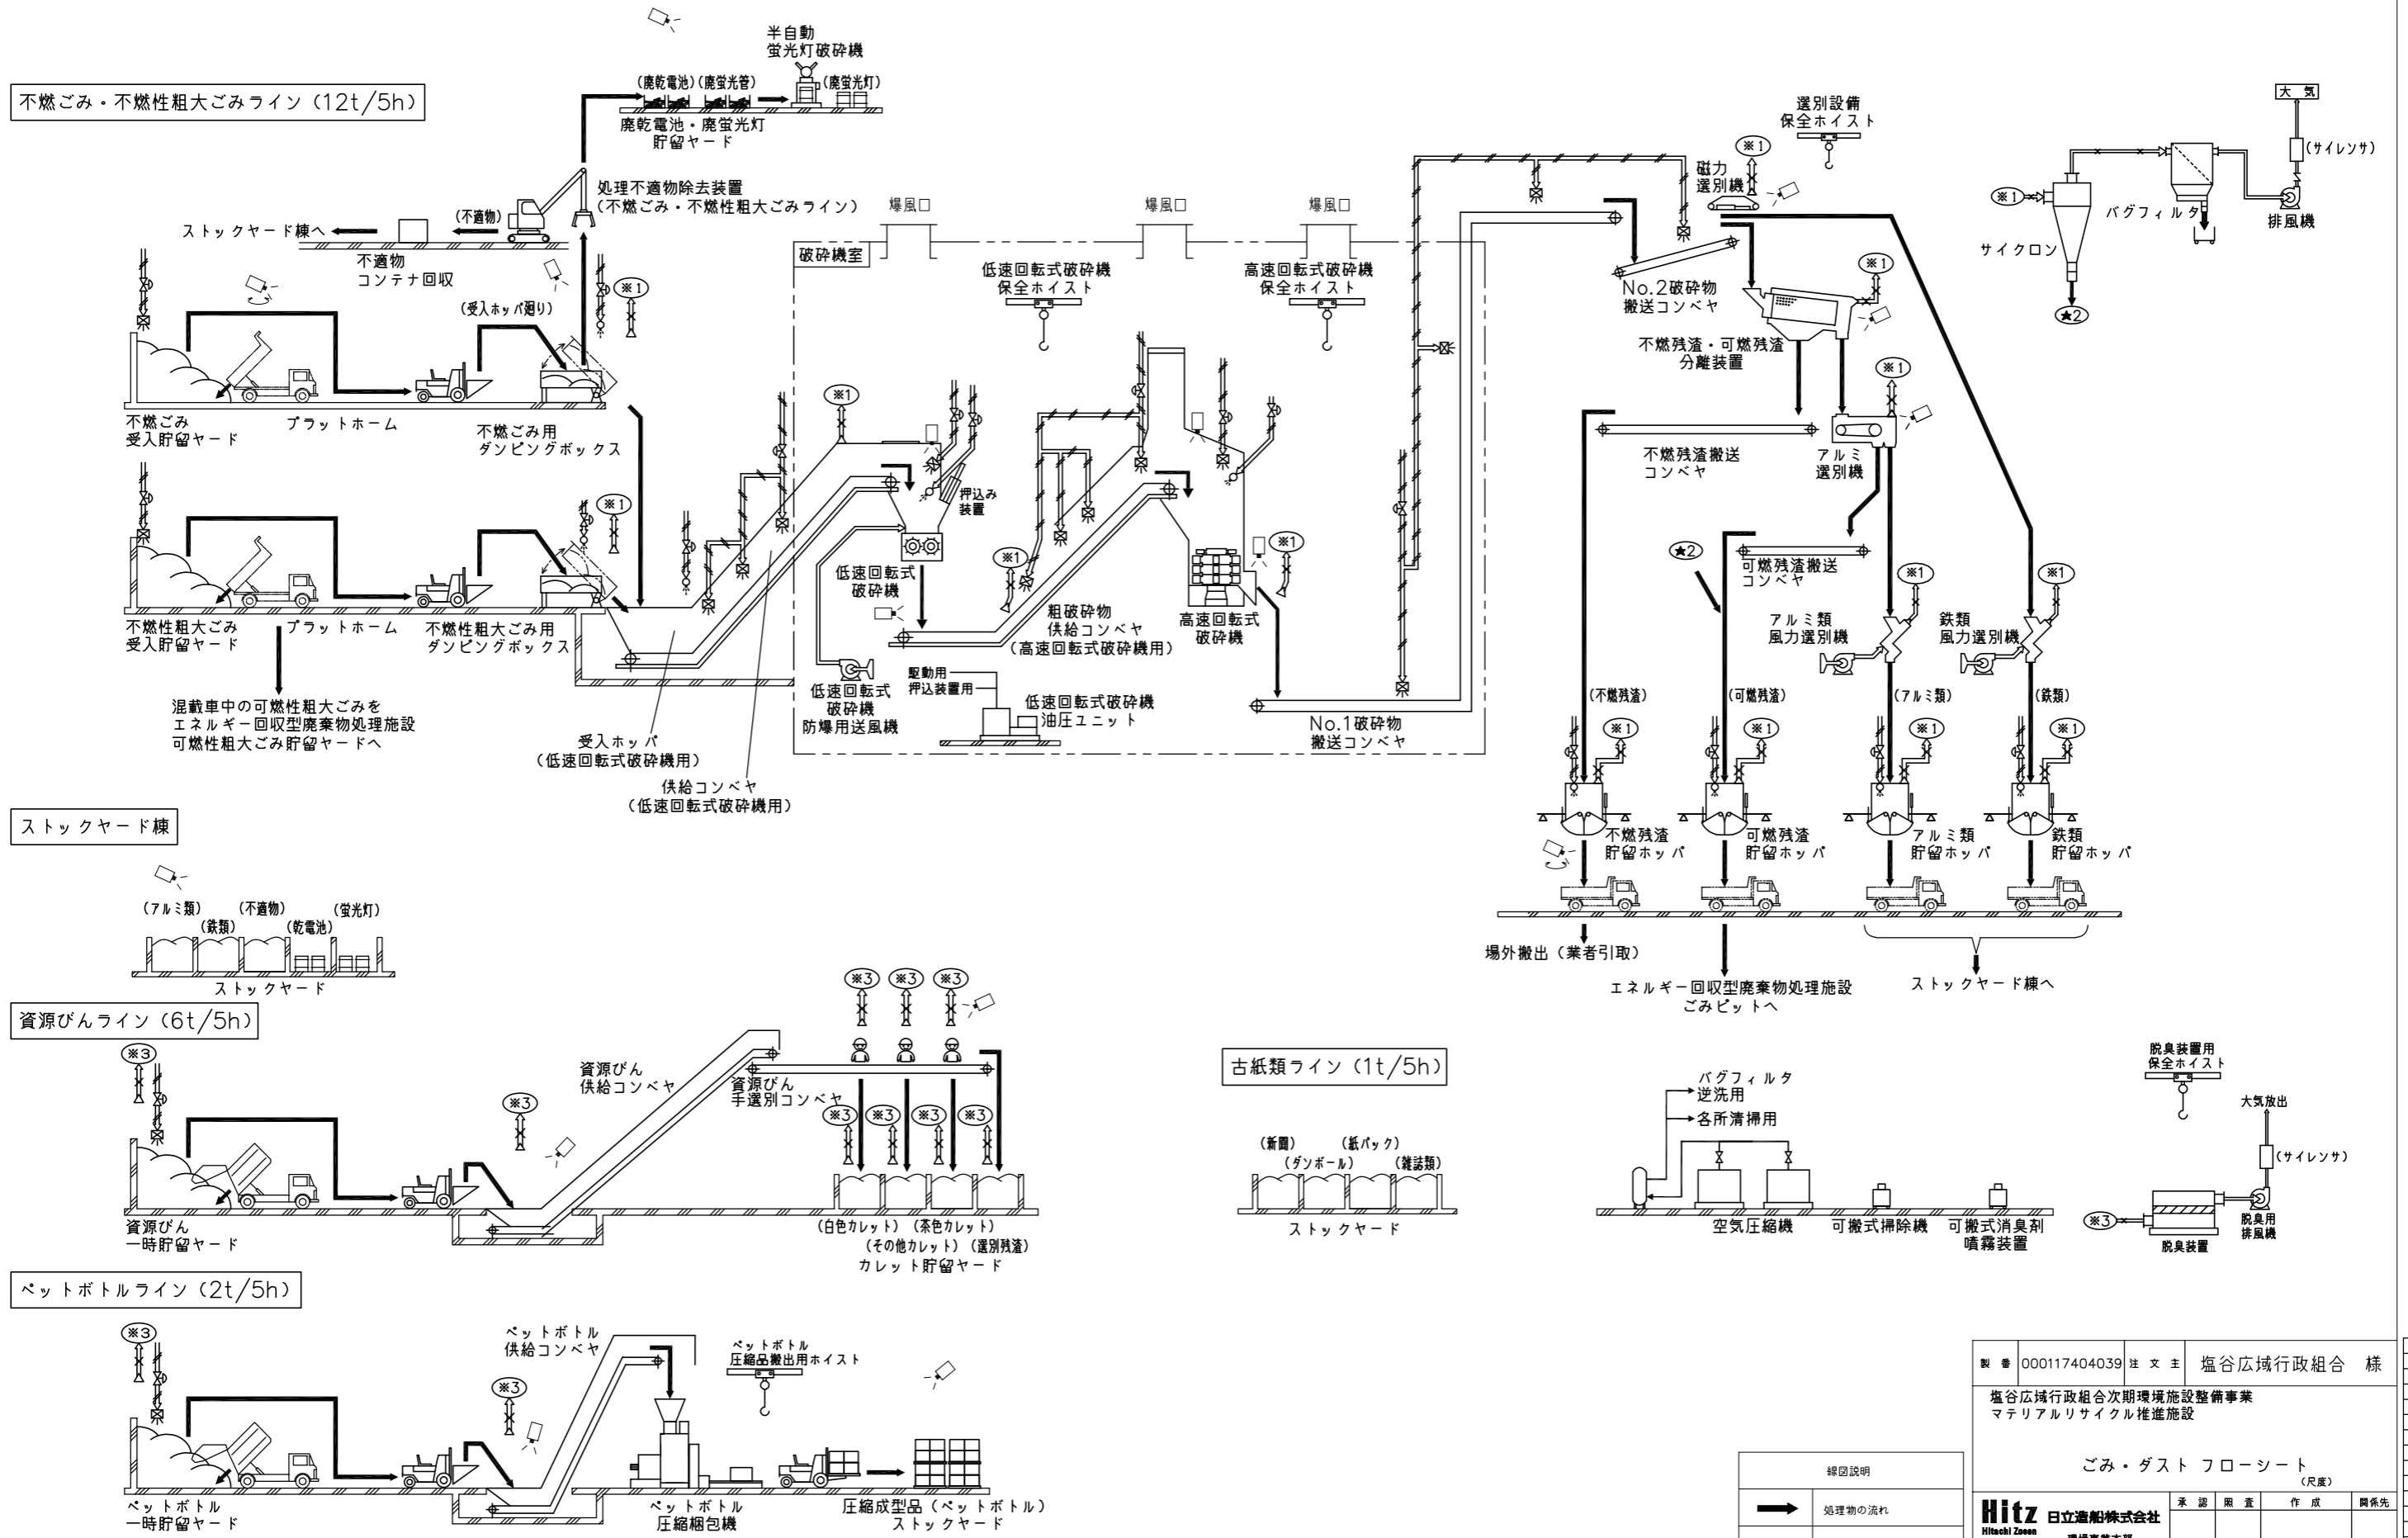 不燃ごみ・不燃性粗大ごみライン（12t/5h）
半自動
蛍光灯破砕機
（廃乾電池）（廃蛍光管）
（廃蛍光灯）
廃乾電池・廃蛍光灯
貯留ヤード
処理不適物除去装置
（不燃ごみ・不燃性粗大ごみライン）
（不適物）
ストックヤード棟へ
不適物
コンテナ回収
（受入ホッパ廻り）
※1
不燃ごみ
受入貯留ヤード
プラットホーム
不燃ごみ用
ダンピングボックス
※1
不燃性粗大ごみ
受入貯留ヤード
プラットホーム
不燃性粗大ごみ用
ダンピングボックス
混載車中の可燃性粗大ごみを
エネルギー回収型廃棄物処理施設
可燃性粗大ごみ貯留ヤードへ
受入ホッパ
（低速回転式破砕機用）
供給コンベヤ
（低速回転式破砕機用）
破砕機室
爆風口
爆風口
爆風口
低速回転式破砕機
保全ホイスト
高速回転式破砕機
保全ホイスト
※1
押込み
装置
低速回転式
破砕機
低速回転式
破砕機
防爆用送風機
駆動用
押込装置用
低速回転式破砕機
油圧ユニット
※1
粗破砕物
供給コンベヤ
（高速回転式破砕機用）
※1
高速回転式
破砕機
No.1破砕物
搬送コンベヤ
選別設備
保全ホイスト
※1
磁力
選別機
No.2破砕物
搬送コンベヤ
※1
不燃残渣・可燃残渣
分離装置
※1
不燃残渣搬送
コンベヤ
アルミ
選別機
★2
可燃残渣搬送
コンベヤ
※1
※1
アルミ類
風力選別機
鉄類
風力選別機
（不燃残渣）
（可燃残渣）
（アルミ類）
（鉄類）
※1
※1
※1
※1
不燃残渣
貯留ホッパ
可燃残渣
貯留ホッパ
アルミ類
貯留ホッパ
鉄類
貯留ホッパ
場外搬出（業者引取）
エネルギー回収型廃棄物処理施設
ごみピットへ
ストックヤード棟へ
大 気
（サイレンサ）
※1
サイクロン
バグフィルタ
排風機
★2
ストックヤード棟
（アルミ類）
（鉄類）
（不適物）
（乾電池）
（蛍光灯）
ストックヤード
資源びんライン（6t/5h）
※3
資源びん
一時貯留ヤード
※3
資源びん
供給コンベヤ
資源びん
手選別コンベヤ
※3
※3
※3
※3
※3
※3
※3
（白色カレット）
（茶色カレット）
（その他カレット）
（選別残渣）
カレット貯留ヤード
古紙類ライン（1t/5h）
（新聞）
（ダンボール）
（紙パック）
（雑誌類）
ストックヤード
バグフィルタ
逆洗用
各所清掃用
空気圧縮機
可搬式掃除機
可搬式消臭剤
噴霧装置
脱臭装置用
保全ホイスト
大気放出
（サイレンサ）
※3
脱臭装置
脱臭用
排風機
ペットボトルライン（2t/5h）
※3
ペットボトル
一時貯留ヤード
※3
ペットボトル
供給コンベヤ
ペットボトル
圧縮品搬出用ホイスト
ペットボトル
圧縮梱包機
圧縮成型品（ペットボトル）
ストックヤード
線図説明
処理物の流れ
製 番 000117404039 注 文 主 塩谷広域行政組合 様
塩谷広域行政組合次期環境施設整備事業
マテリアルリサイクル推進施設
ごみ・ダスト フローシート
（尺度）
Hitz 日立造船株式会社
Hitachi Zosen
承 認 照 査 作 成 関係先